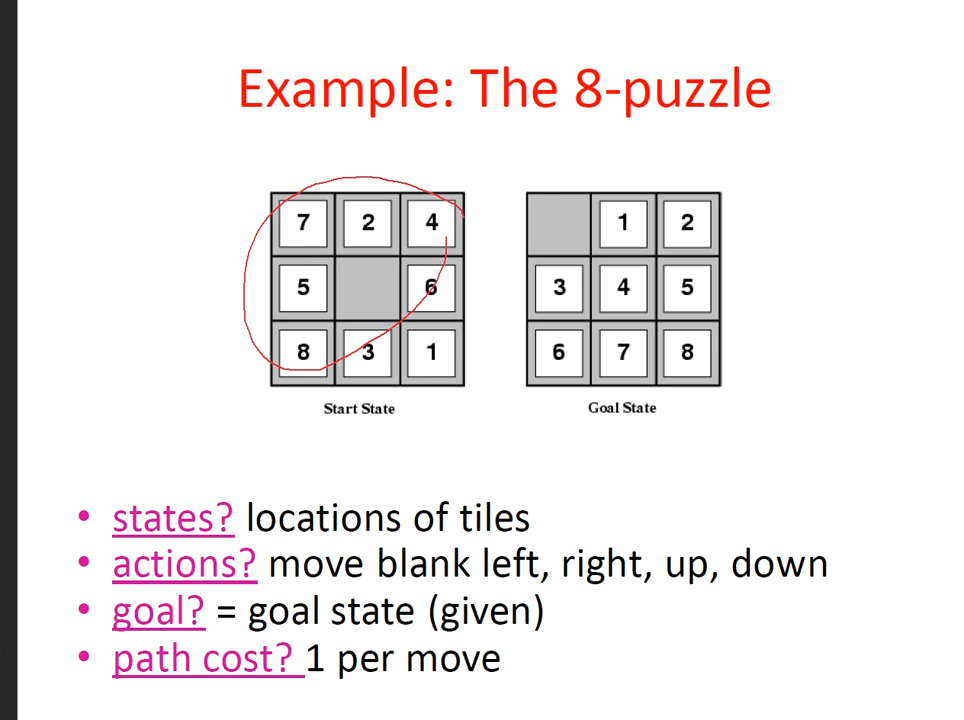 Example: The 8-puzzle
7 2 4
5 6
8 3 1
Start State
1 2
3 4 5
6 7 8
Goal State
• states? locations of tiles
• actions? move blank left, right, up, down
• goal? = goal state (given)
• path cost? 1 per move